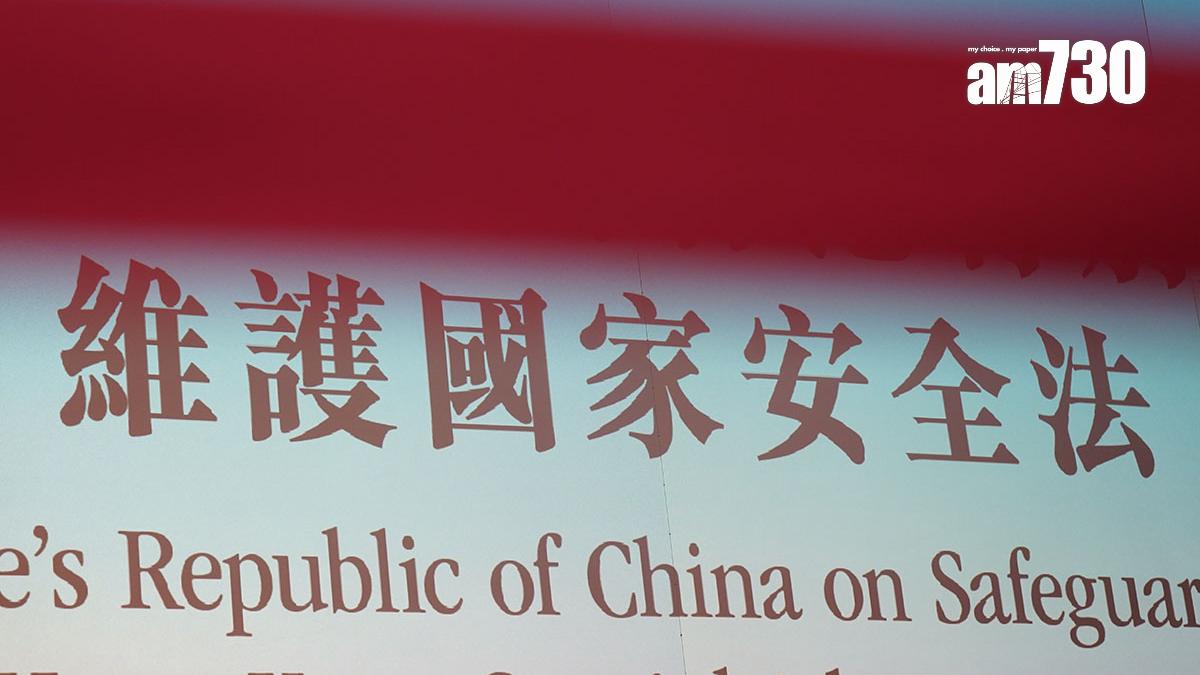 my choice . my paper
am730
維護國家安全法
e's Republic of China on Safeguar